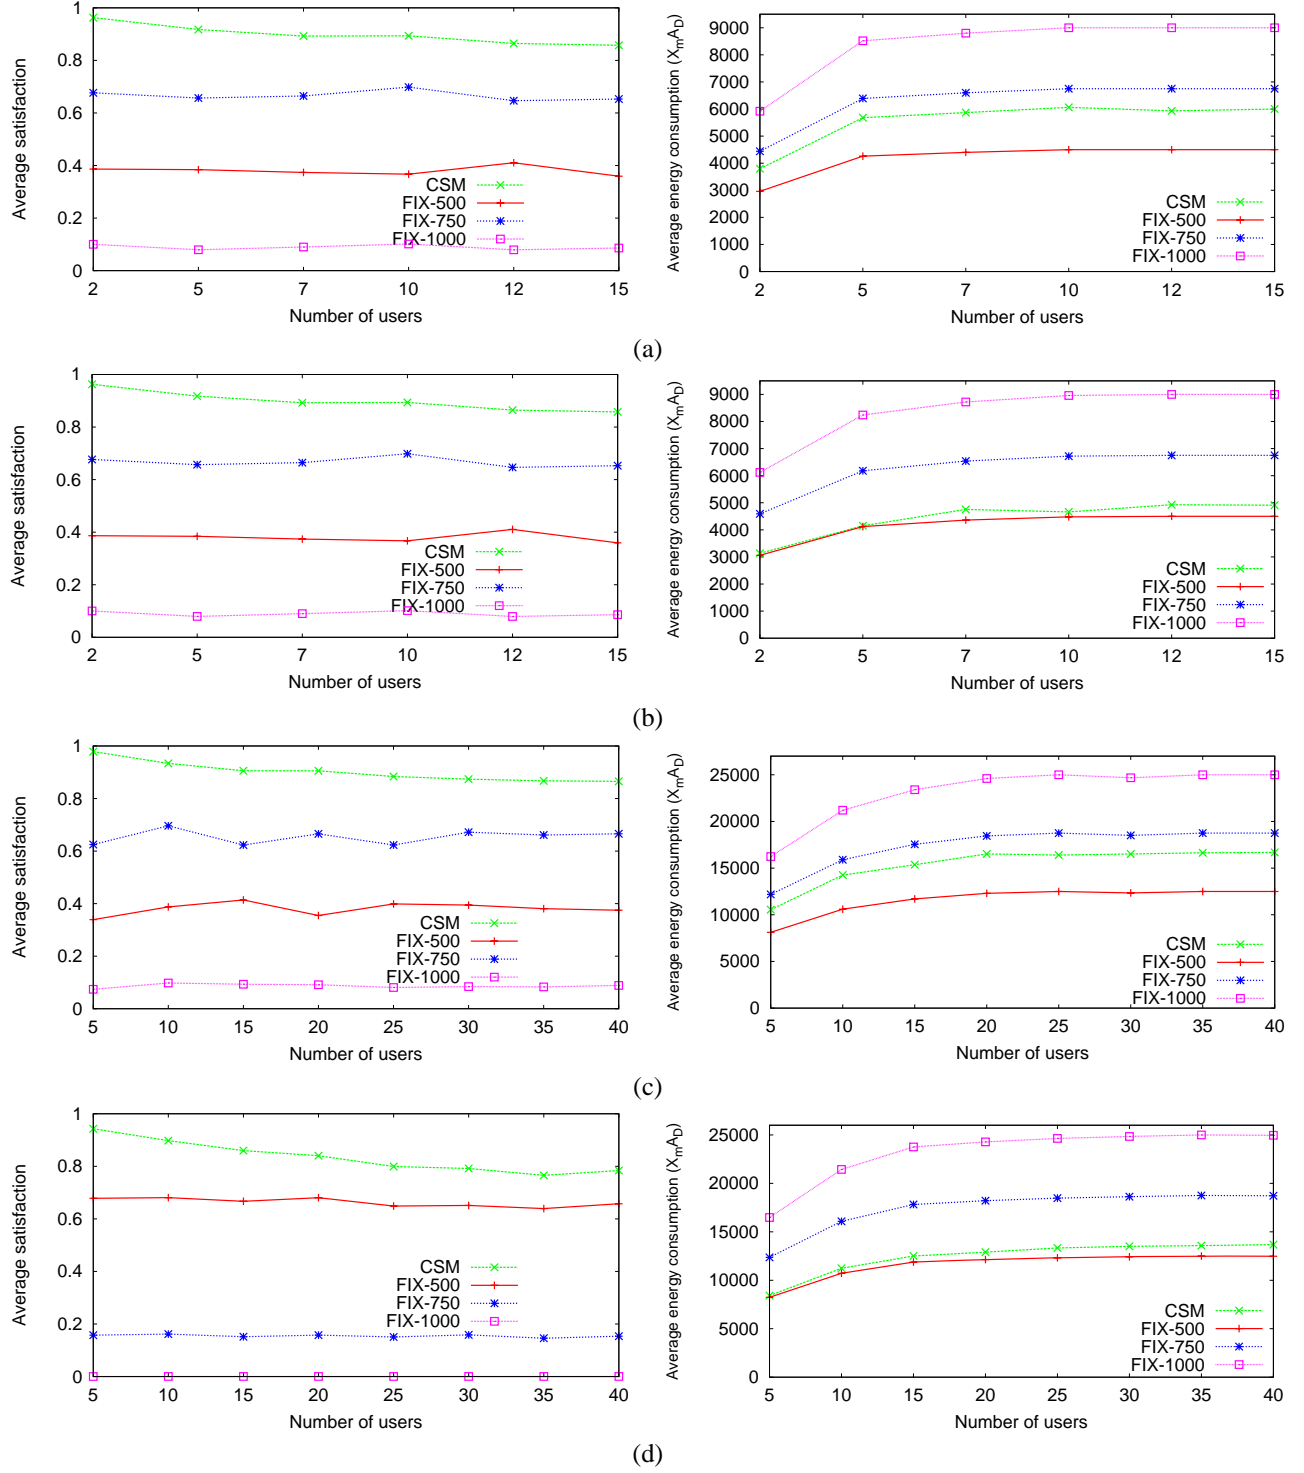 1
0.8
0.6
0.4
0.2
0
2 5 7 10 12 15
Average satisfaction
Number of users
CSM
FIX-500
FIX-750
FIX-1000
9000
8000
7000
6000
5000
4000
3000
2000
1000
0
2 5 7 10 12 15
Average energy consumption (XmAD)
Number of users
CSM
FIX-500
FIX-750
FIX-1000
(a)
1
0.8
0.6
0.4
0.2
0
2 5 7 10 12 15
Average satisfaction
Number of users
CSM
FIX-500
FIX-750
FIX-1000
9000
8000
7000
6000
5000
4000
3000
2000
1000
0
2 5 7 10 12 15
Average energy consumption (XmAD)
Number of users
CSM
FIX-500
FIX-750
FIX-1000
(b)
1
0.8
0.6
0.4
0.2
0
5 10 15 20 25 30 35 40
Average satisfaction
Number of users
CSM
FIX-500
FIX-750
FIX-1000
25000
20000
15000
10000
5000
0
5 10 15 20 25 30 35 40
Average energy consumption (XmAD)
Number of users
CSM
FIX-500
FIX-750
FIX-1000
(c)
1
0.8
0.6
0.4
0.2
0
5 10 15 20 25 30 35 40
Average satisfaction
Number of users
CSM
FIX-500
FIX-750
FIX-1000
25000
20000
15000
10000
5000
0
5 10 15 20 25 30 35 40
Average energy consumption (XmAD)
Number of users
CSM
FIX-500
FIX-750
FIX-1000
(d)